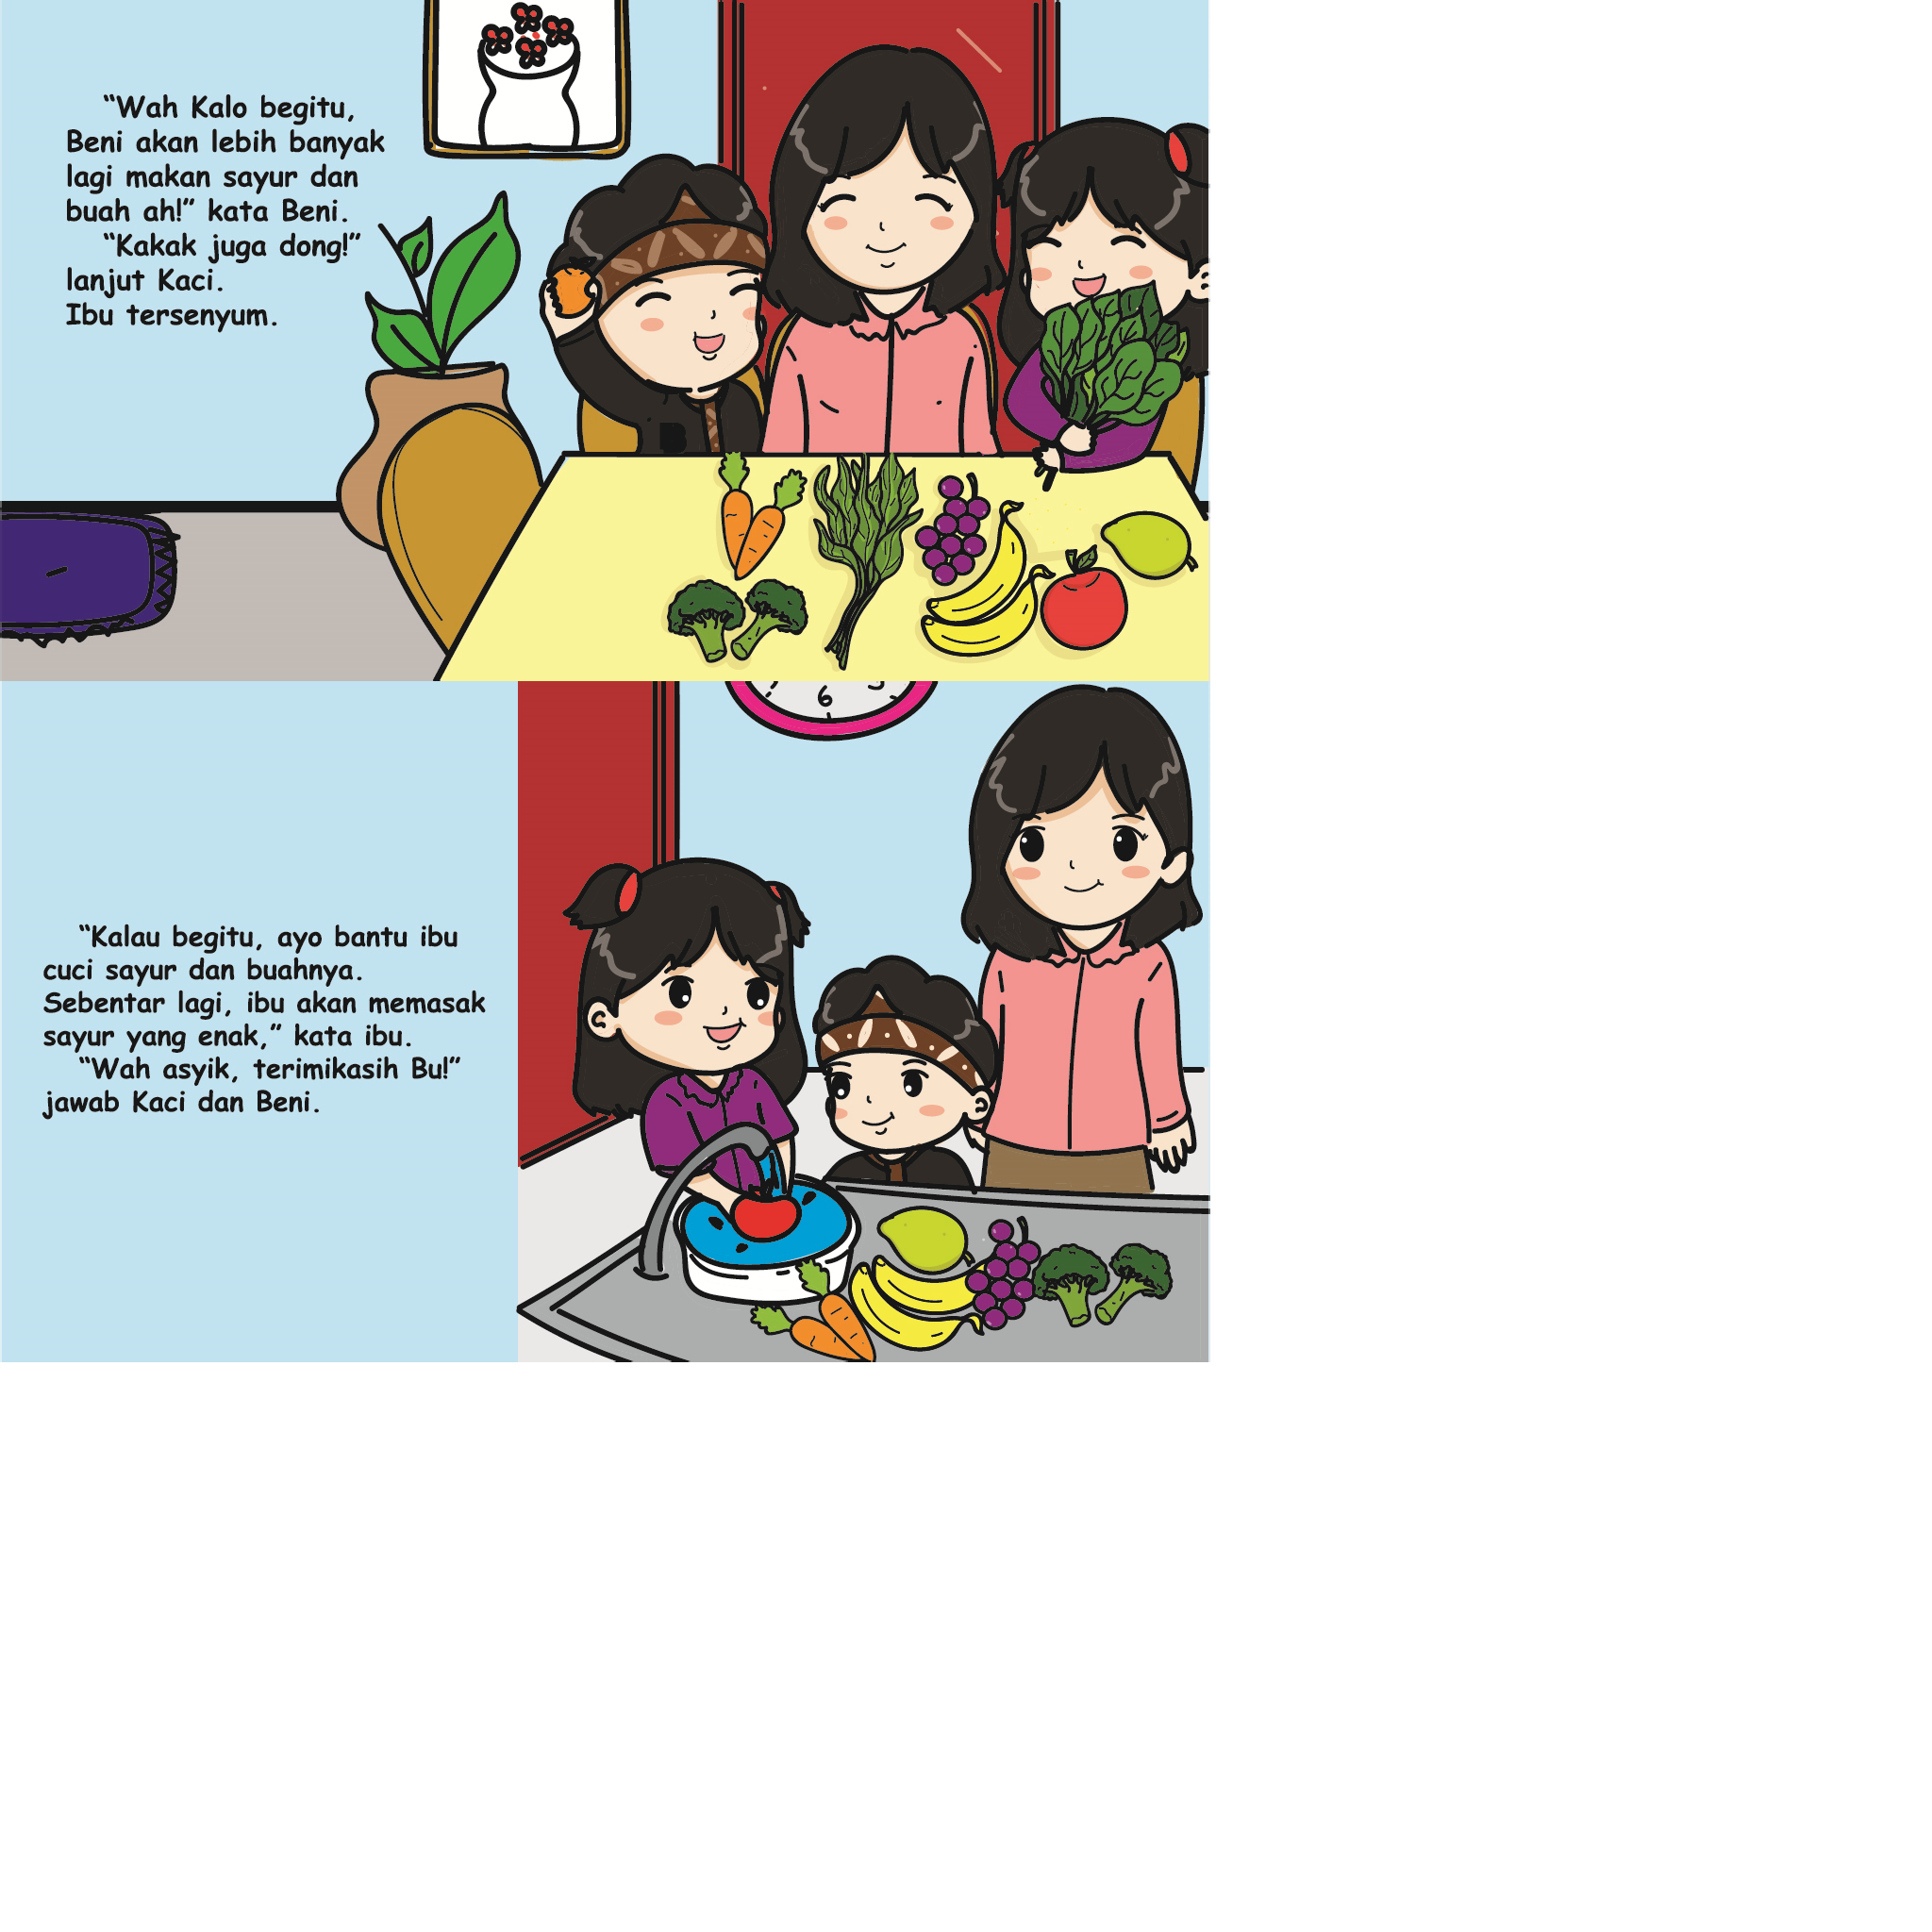 “Wah Kalo begitu,
Beni akan lebih banyak
lagi makan sayur dan
buah ah!” kata Beni.
“Kakak juga dong!”
lanjut Kaci.
Ibu tersenyum.
B
6
“Kalau begitu, ayo bantu ibu
cuci sayur dan buahnya.
Sebentar lagi, ibu akan memasak
sayur yang enak,” kata ibu.
“Wah asyik, terimikasih Bu!”
jawab Kaci dan Beni.